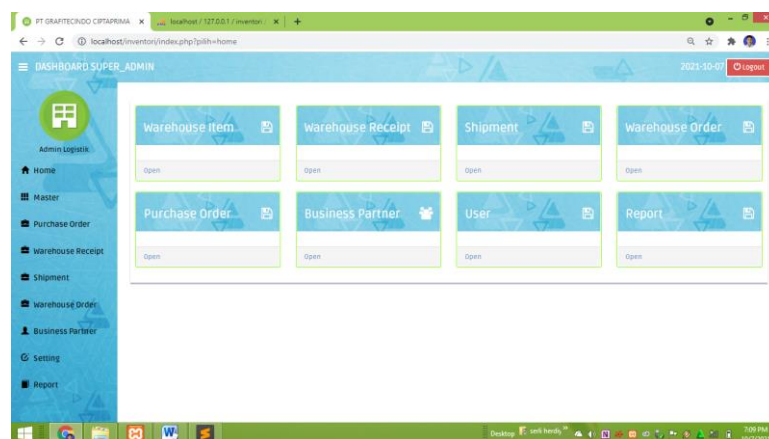 PT GRAFITECINDO CIPTAPRIMA
localhost / 127.0.0.1 / inventori
localhost/inventori/index.php?pilih=home
DASHBOARD SUPER_ADMIN
2021-10-07
Logout
Admin Logistik
Home
Master
Purchase Order
Warehouse Receipt
Shipment
Warehouse Order
Business Partner
Setting
Report
Warehouse Item
Warehouse Receipt
Shipment
Warehouse Order
Open
Open
Open
Open
Purchase Order
Business Partner
User
Report
Open
Open
Open
Open
Desktop
7:09 PM